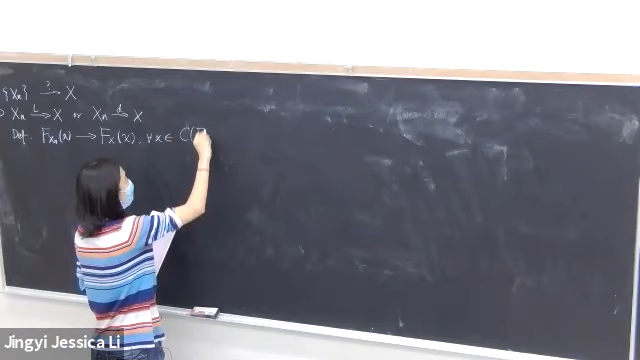 {Xn} ?→ X
Xn L→ X or Xn d→ X
Def. FXn(x) → FX(x), ∀ x ∈ C(F
Jingyi Jessica Li